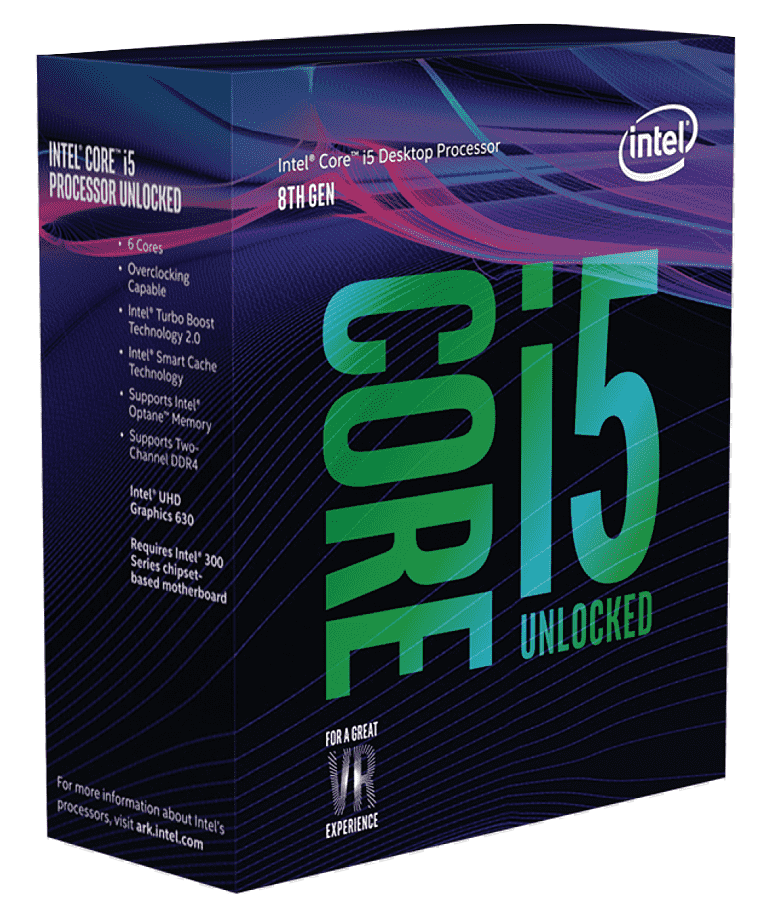 INTEL® CORE™ i5
PROCESSOR UNLOCKED
• 6 Cores
• Overclocking
Capable
• Intel® Turbo Boost
Technology 2.0
• Intel® Smart Cache
Technology
• Supports Intel®
Optane™ Memory
• Supports Two-
Channel DDR4
Intel® UHD
Graphics 630
Requires Intel® 300
Series chipset-
based motherboard
For more information about Intel's
processors, visit ark.intel.com
intel®
Intel® Core™ i5 Desktop Processor
8TH GEN
CORE
i5
UNLOCKED
FOR A GREAT
VR
EXPERIENCE